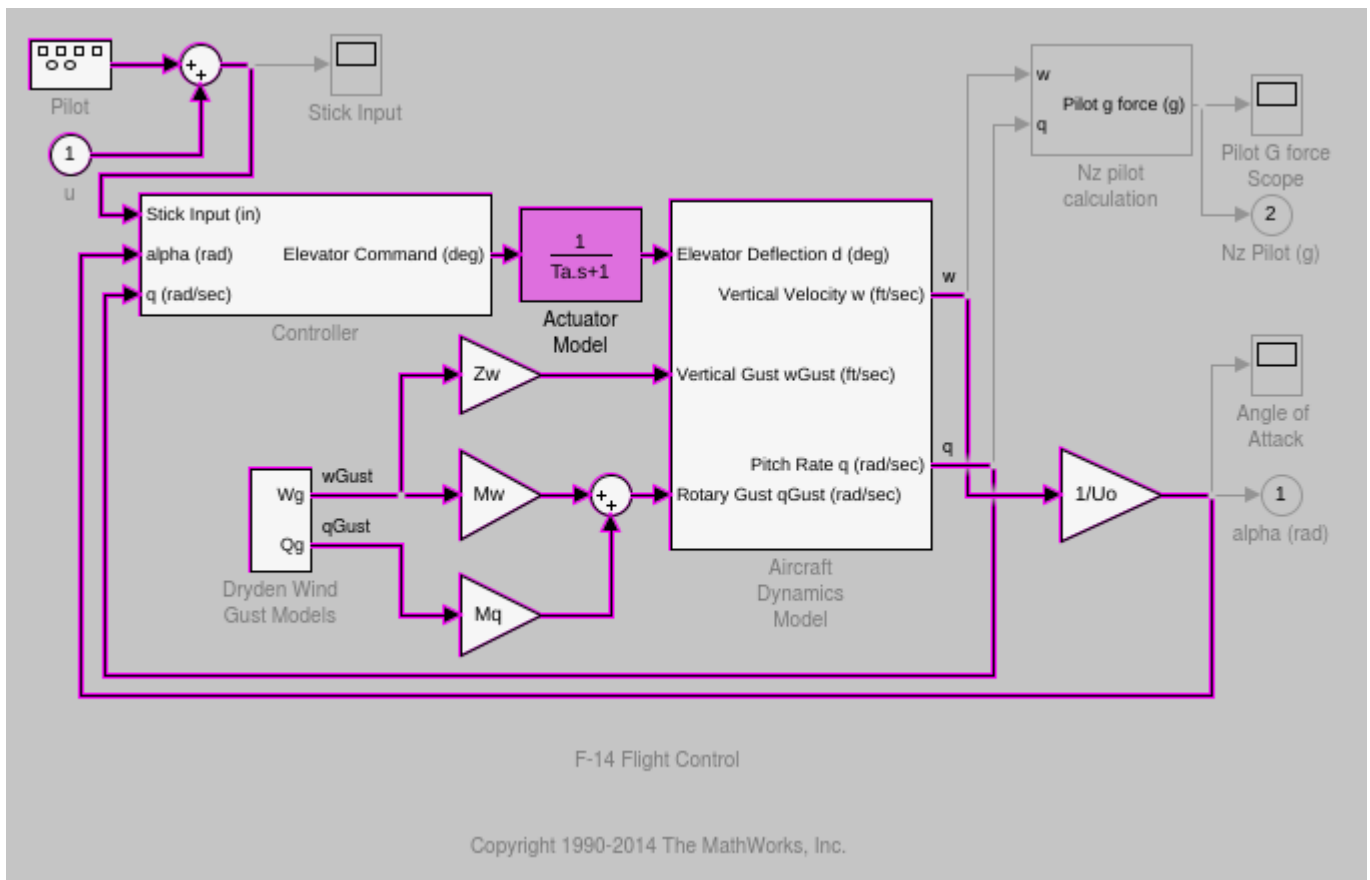 Pilot
+
+
Stick Input
1
u
w
q
Pilot g force (g)
Nz pilot
calculation
Pilot G force
Scope
2
Nz Pilot (g)
Stick Input (in)
alpha (rad)
q (rad/sec)
Elevator Command (deg)
Controller
1
Ta.s+1
Actuator
Model
Elevator Deflection d (deg)
Vertical Velocity w (ft/sec)
Vertical Gust wGust (ft/sec)
Pitch Rate q (rad/sec)
Rotary Gust qGust (rad/sec)
Aircraft
Dynamics
Model
w
q
Zw
Mw
Mq
+
+
Wg
Qg
wGust
qGust
Dryden Wind
Gust Models
1/Uo
Angle of
Attack
1
alpha (rad)
F-14 Flight Control
Copyright 1990-2014 The MathWorks, Inc.